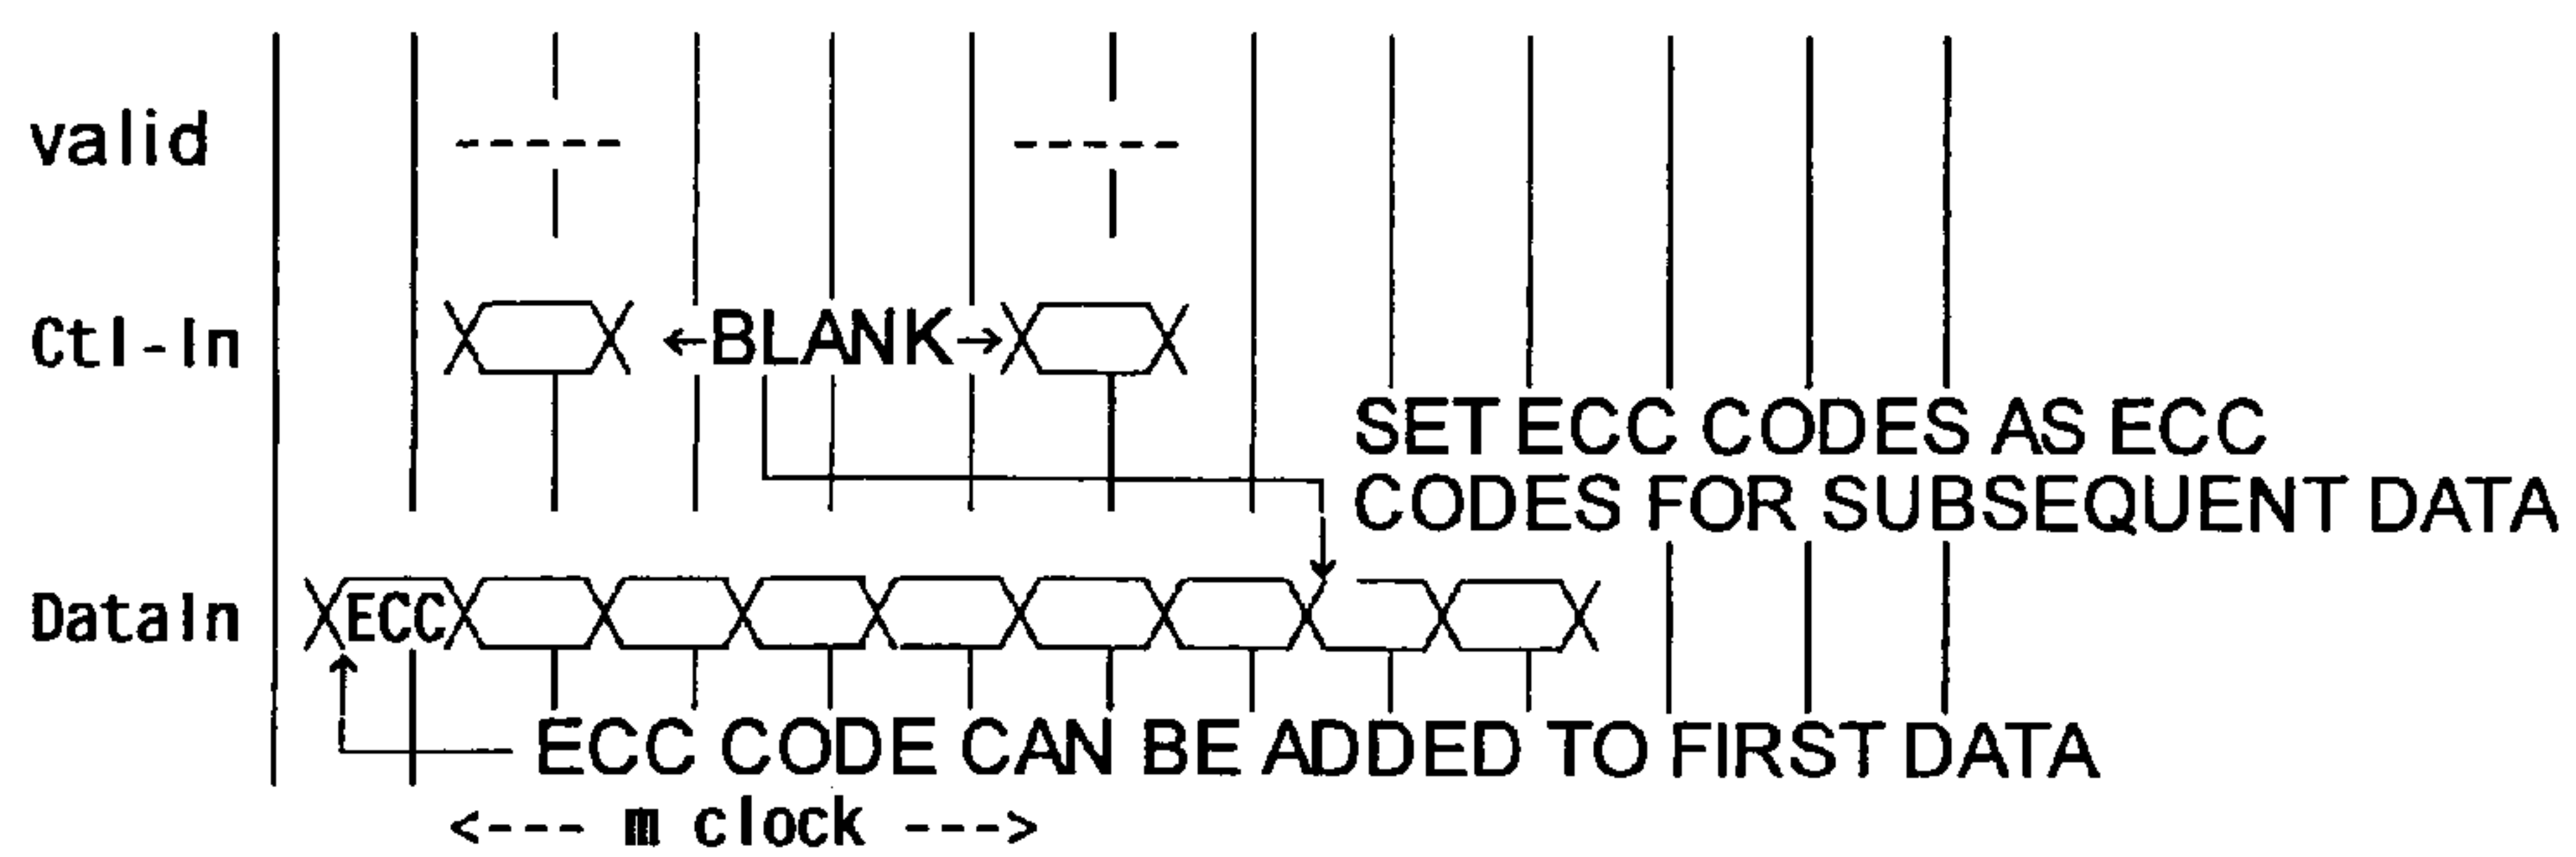 valid
Ctl-In
←BLANK→
SET ECC CODES AS ECC
CODES FOR SUBSEQUENT DATA
DataIn
ECC
ECC CODE CAN BE ADDED TO FIRST DATA
<--- m clock --->